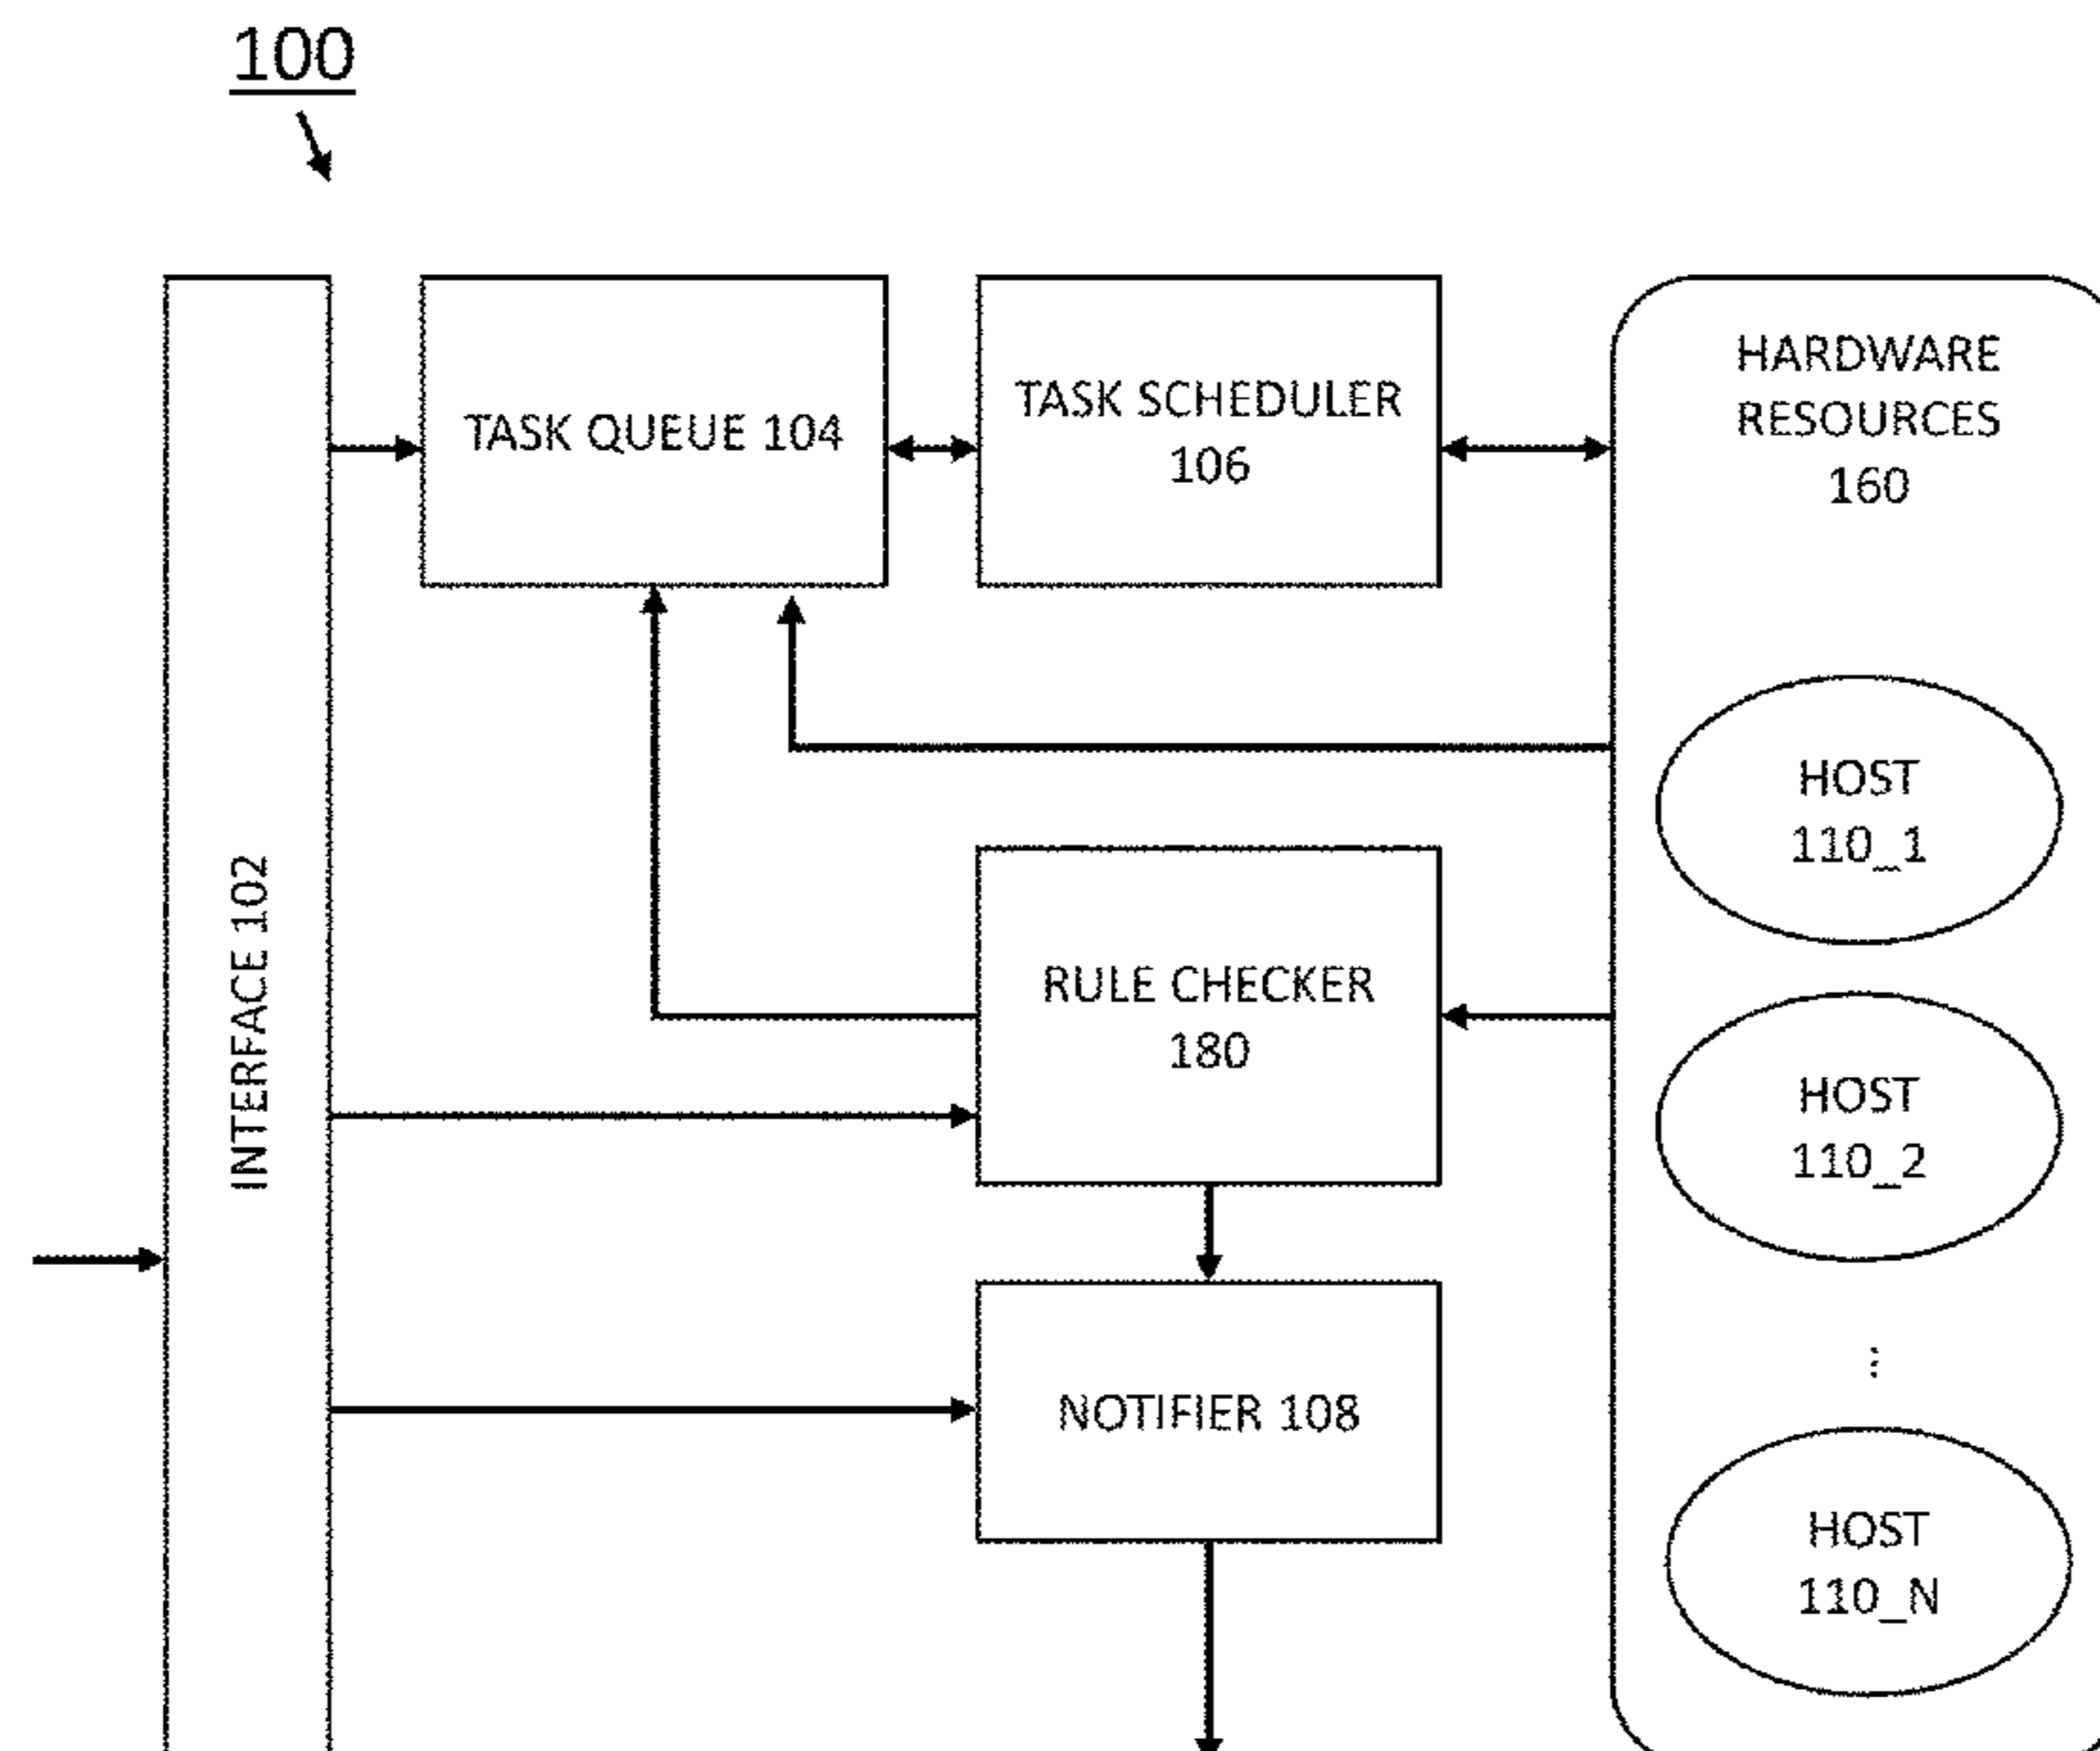 100
INTERFACE 102
TASK QUEUE 104
TASK SCHEDULER
106
HARDWARE
RESOURCES
160
HOST
110_1
RULE CHECKER
180
HOST
110_2
...
NOTIFIER 108
HOST
110_N